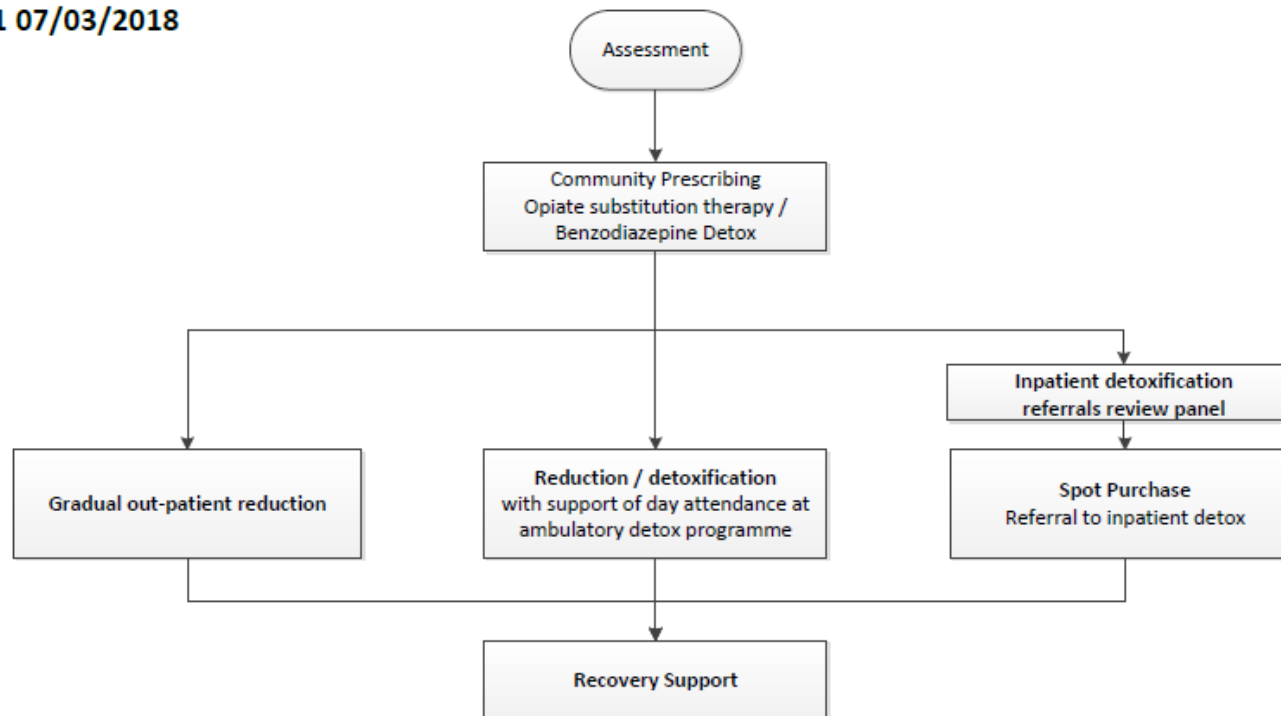 1 07/03/2018
Assessment
Community Prescribing
Opiate substitution therapy /
Benzodiazepine Detox
Inpatient detoxification
referrals review panel
Gradual out-patient reduction
Reduction / detoxification
with support of day attendance at
ambulatory detox programme
Spot Purchase
Referral to inpatient detox
Recovery Support